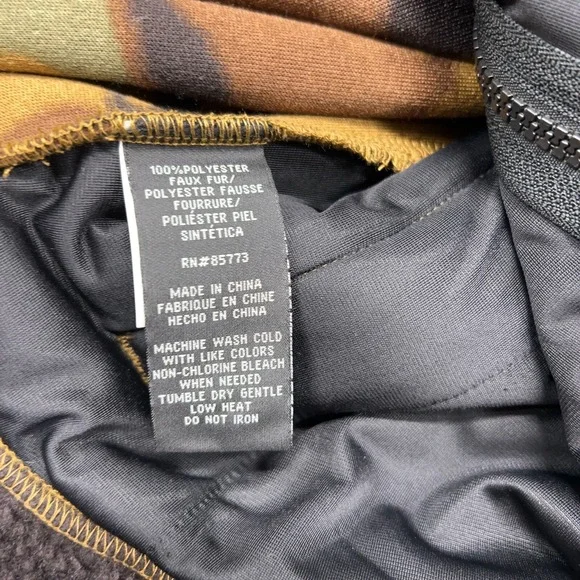 100%POLYESTER
FAUX FUR/
POLYESTER FAUSSE
FOURRURE/
POLIÉSTER PIEL
SINTÉTICA
RN#85773
MADE IN CHINA
FABRIQUE EN CHINE
HECHO EN CHINA
MACHINE WASH COLD
WITH LIKE COLORS
NON-CHLORINE BLEACH
WHEN NEEDED
TUMBLE DRY GENTLE
LOW HEAT
DO NOT IRON